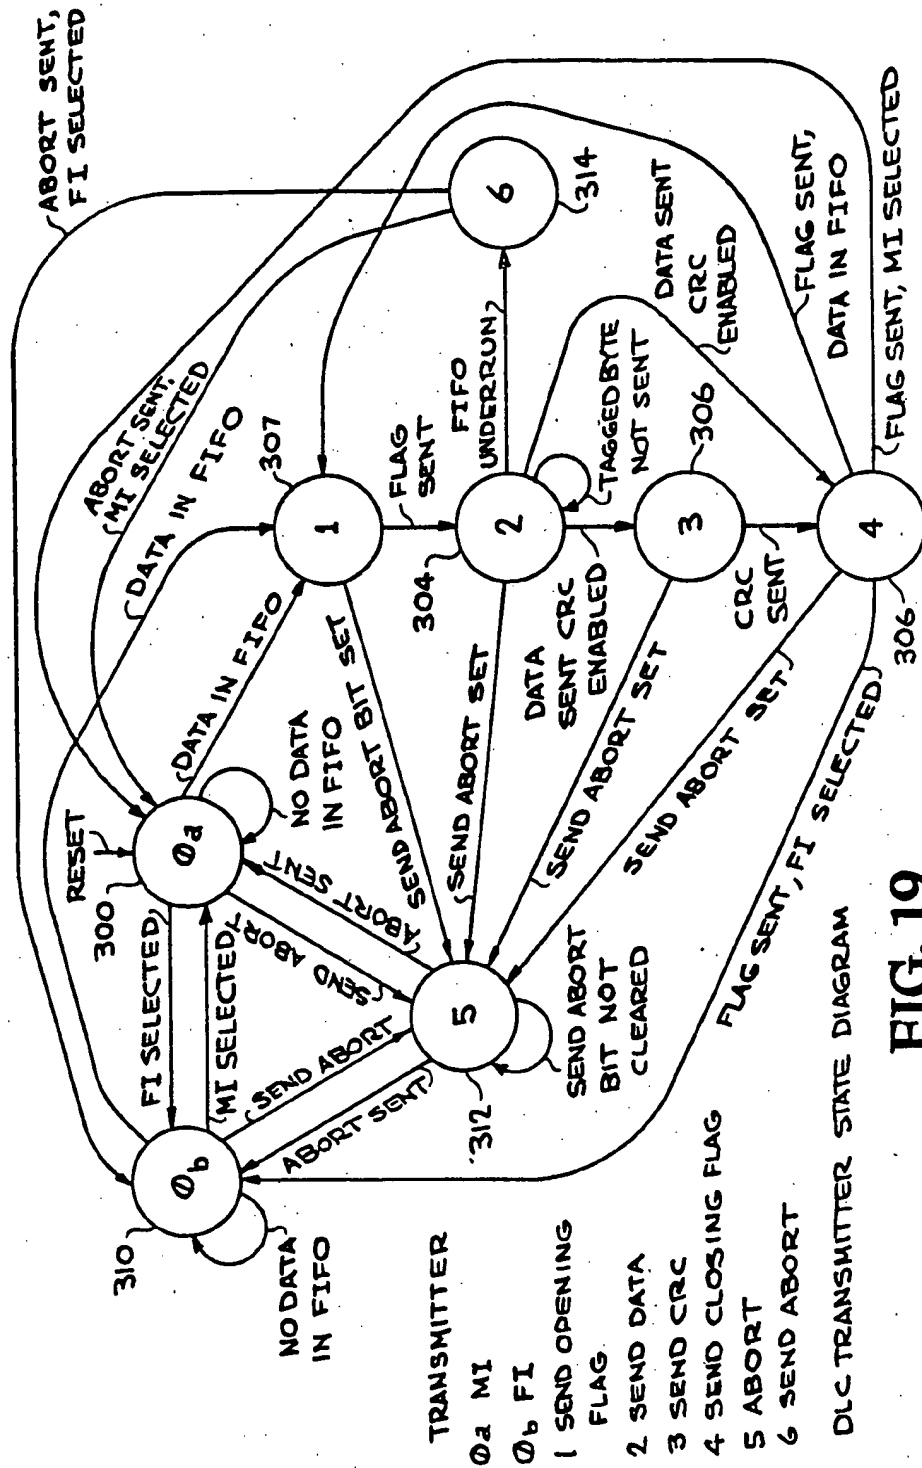 ABORT SENT,
FI SELECTED
ABORT SENT,
MI SELECTED
DATA IN FIFO
RESET
300
0a
FI SELECTED
MI SELECTED
310
0b
NO DATA
IN FIFO
NO DATA
IN FIFO
DATA IN FIFO
307
1
6
314
SEND ABORT
ABORT SENT
SEND ABORT
ABORT SENT
SEND ABORT BIT SET
FLAG
SENT
FIFO
UNDERRUN
304
2
DATA SENT
CRC
ENABLED
TAGGED BYTE
NOT SENT
5
312
SEND ABORT
BIT NOT
CLEARED
SEND ABORT SET
DATA
SENT CRC
ENABLED
306
3
SEND ABORT SET
CRC
SENT
FLAG SENT,
DATA IN FIFO
SEND ABORT SET
4
306
FLAG SENT, MI SELECTED
FLAG SENT, FI SELECTED
TRANSMITTER
0a MI
0b FI
1 SEND OPENING
FLAG
2 SEND DATA
3 SEND CRC
4 SEND CLOSING FLAG
5 ABORT
6 SEND ABORT
DLC TRANSMITTER STATE DIAGRAM
FIG. 19